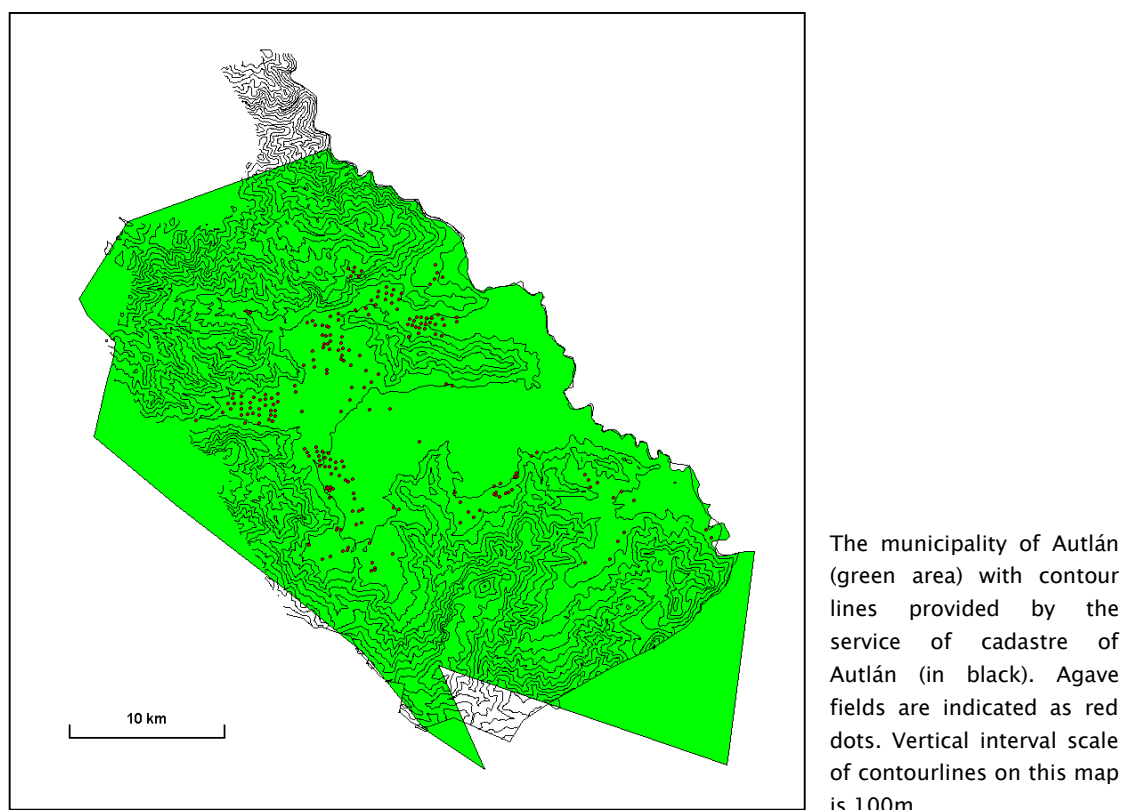 10 km
The municipality of Autlán
(green area) with contour
lines provided by the
service of cadastre of
Autlán (in black). Agave
fields are indicated as red
dots. Vertical interval scale
of contourlines on this map
is 100m